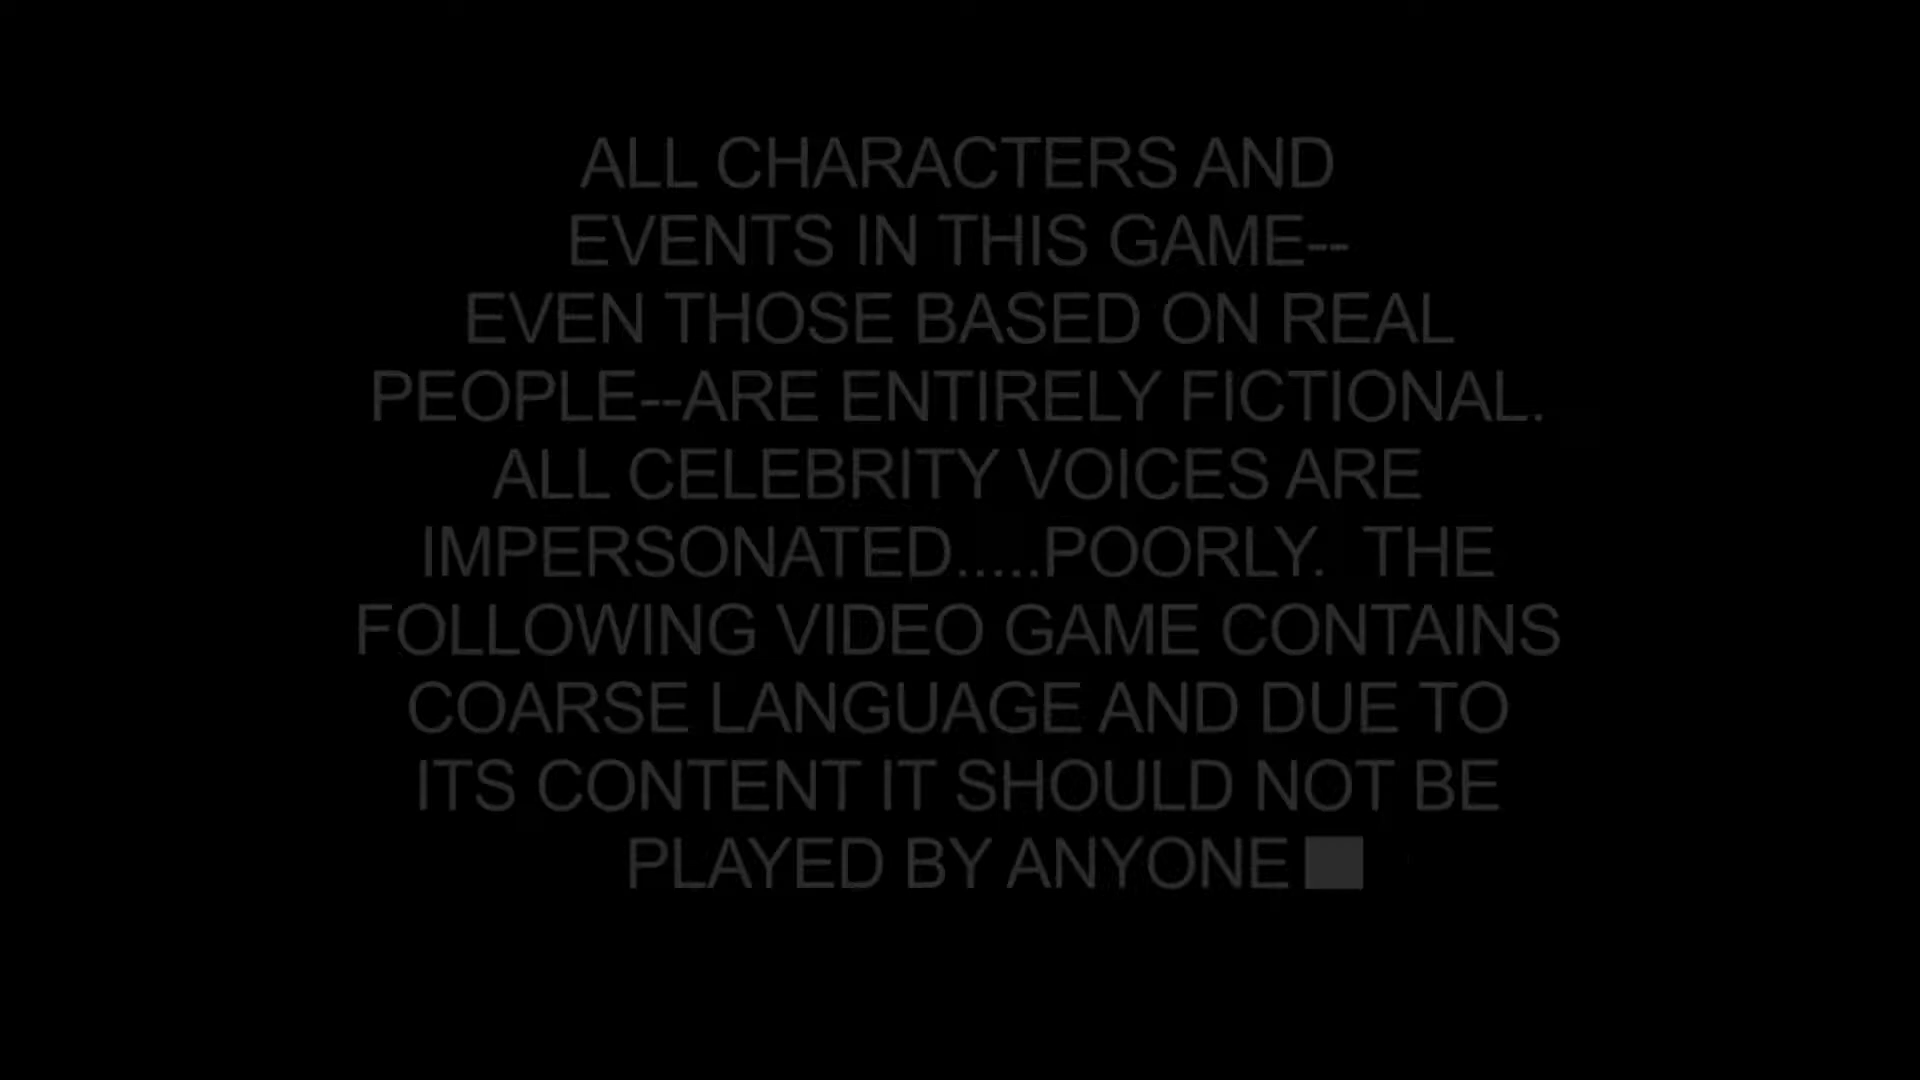 ALL CHARACTERS AND
EVENTS IN THIS GAME--
EVEN THOSE BASED ON REAL
PEOPLE--ARE ENTIRELY FICTIONAL.
ALL CELEBRITY VOICES ARE
IMPERSONATED.....POORLY.  THE
FOLLOWING VIDEO GAME CONTAINS
COARSE LANGUAGE AND DUE TO
ITS CONTENT IT SHOULD NOT BE
PLAYED BY ANYONE